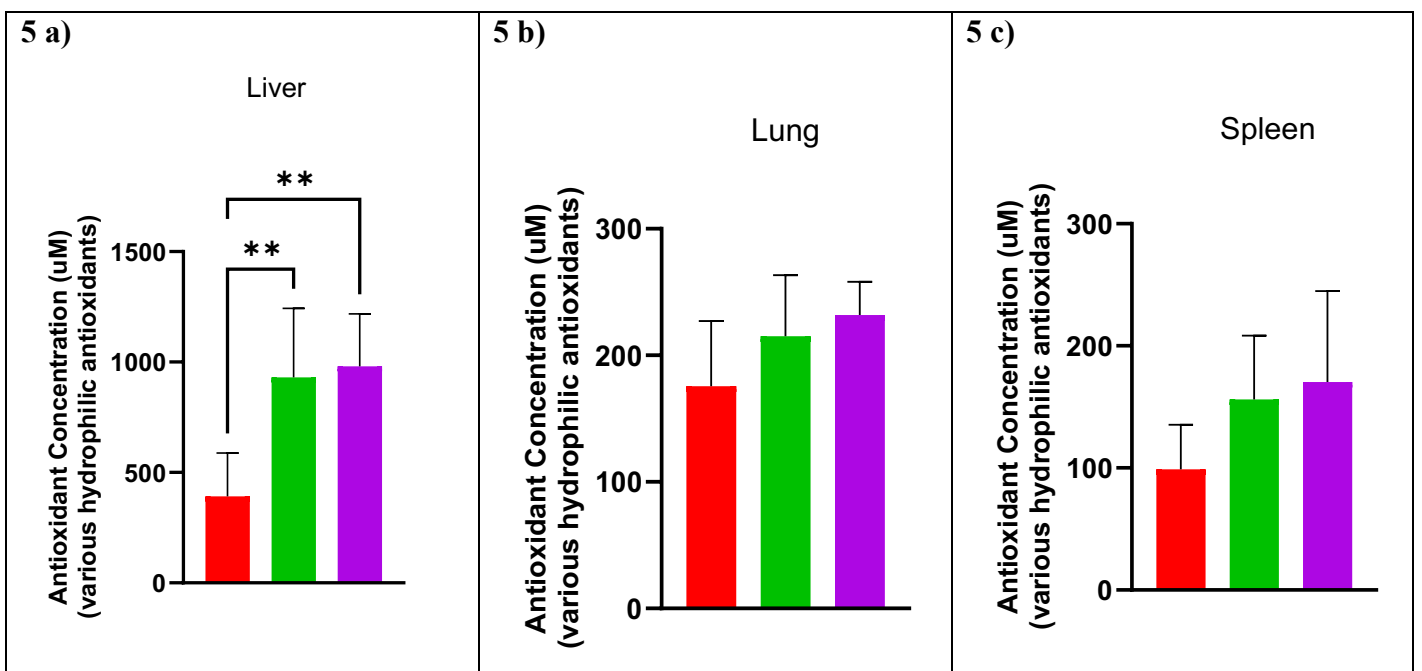 5 a)
Liver
**
**
Antioxidant Concentration (uM)
(various hydrophilic antioxidants)
1500
1000
500
0
5 b)
Lung
Antioxidant Concentration (uM)
(various hydrophilic antioxidants)
300
200
100
0
5 c)
Spleen
Antioxidant Concentration (uM)
(various hydrophilic antioxidants)
300
200
100
0